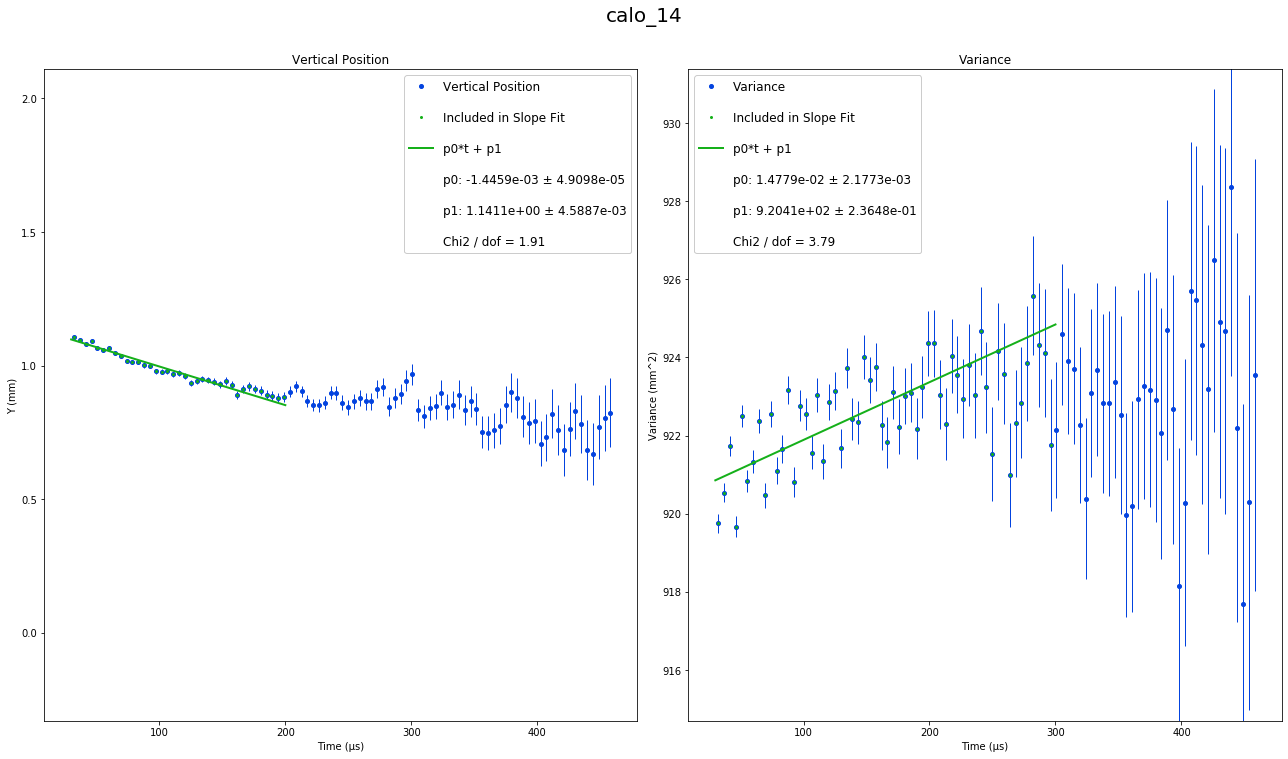 calo_14
Vertical Position
Vertical Position
Included in Slope Fit
p0*t + p1
p0: -1.4459e-03 ± 4.9098e-05
p1: 1.1411e+00 ± 4.5887e-03
Chi2 / dof = 1.91
2.0
1.5
1.0
0.5
0.0
Y (mm)
100
200
300
400
Time (µs)
Variance
Variance
Included in Slope Fit
p0*t + p1
p0: 1.4779e-02 ± 2.1773e-03
p1: 9.2041e+02 ± 2.3648e-01
Chi2 / dof = 3.79
930
928
926
924
922
920
918
916
Variance (mm^2)
100
200
300
400
Time (µs)